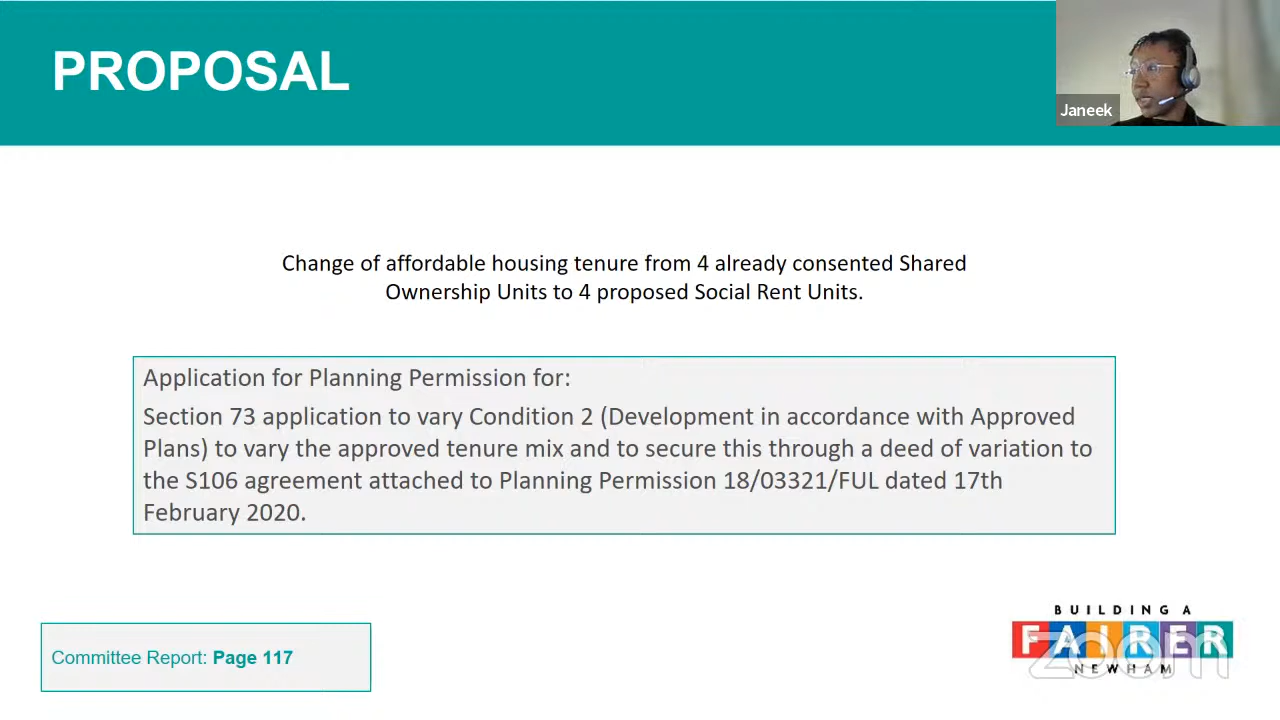 PROPOSAL
Janeek
Change of affordable housing tenure from 4 already consented Shared
Ownership Units to 4 proposed Social Rent Units.
Application for Planning Permission for:
Section 73 application to vary Condition 2 (Development in accordance with Approved
Plans) to vary the approved tenure mix and to secure this through a deed of variation to
the S106 agreement attached to Planning Permission 18/03321/FUL dated 17th
February 2020.
Committee Report: Page 117
BUILDING A
FAIRER
NEWHAM
zoom